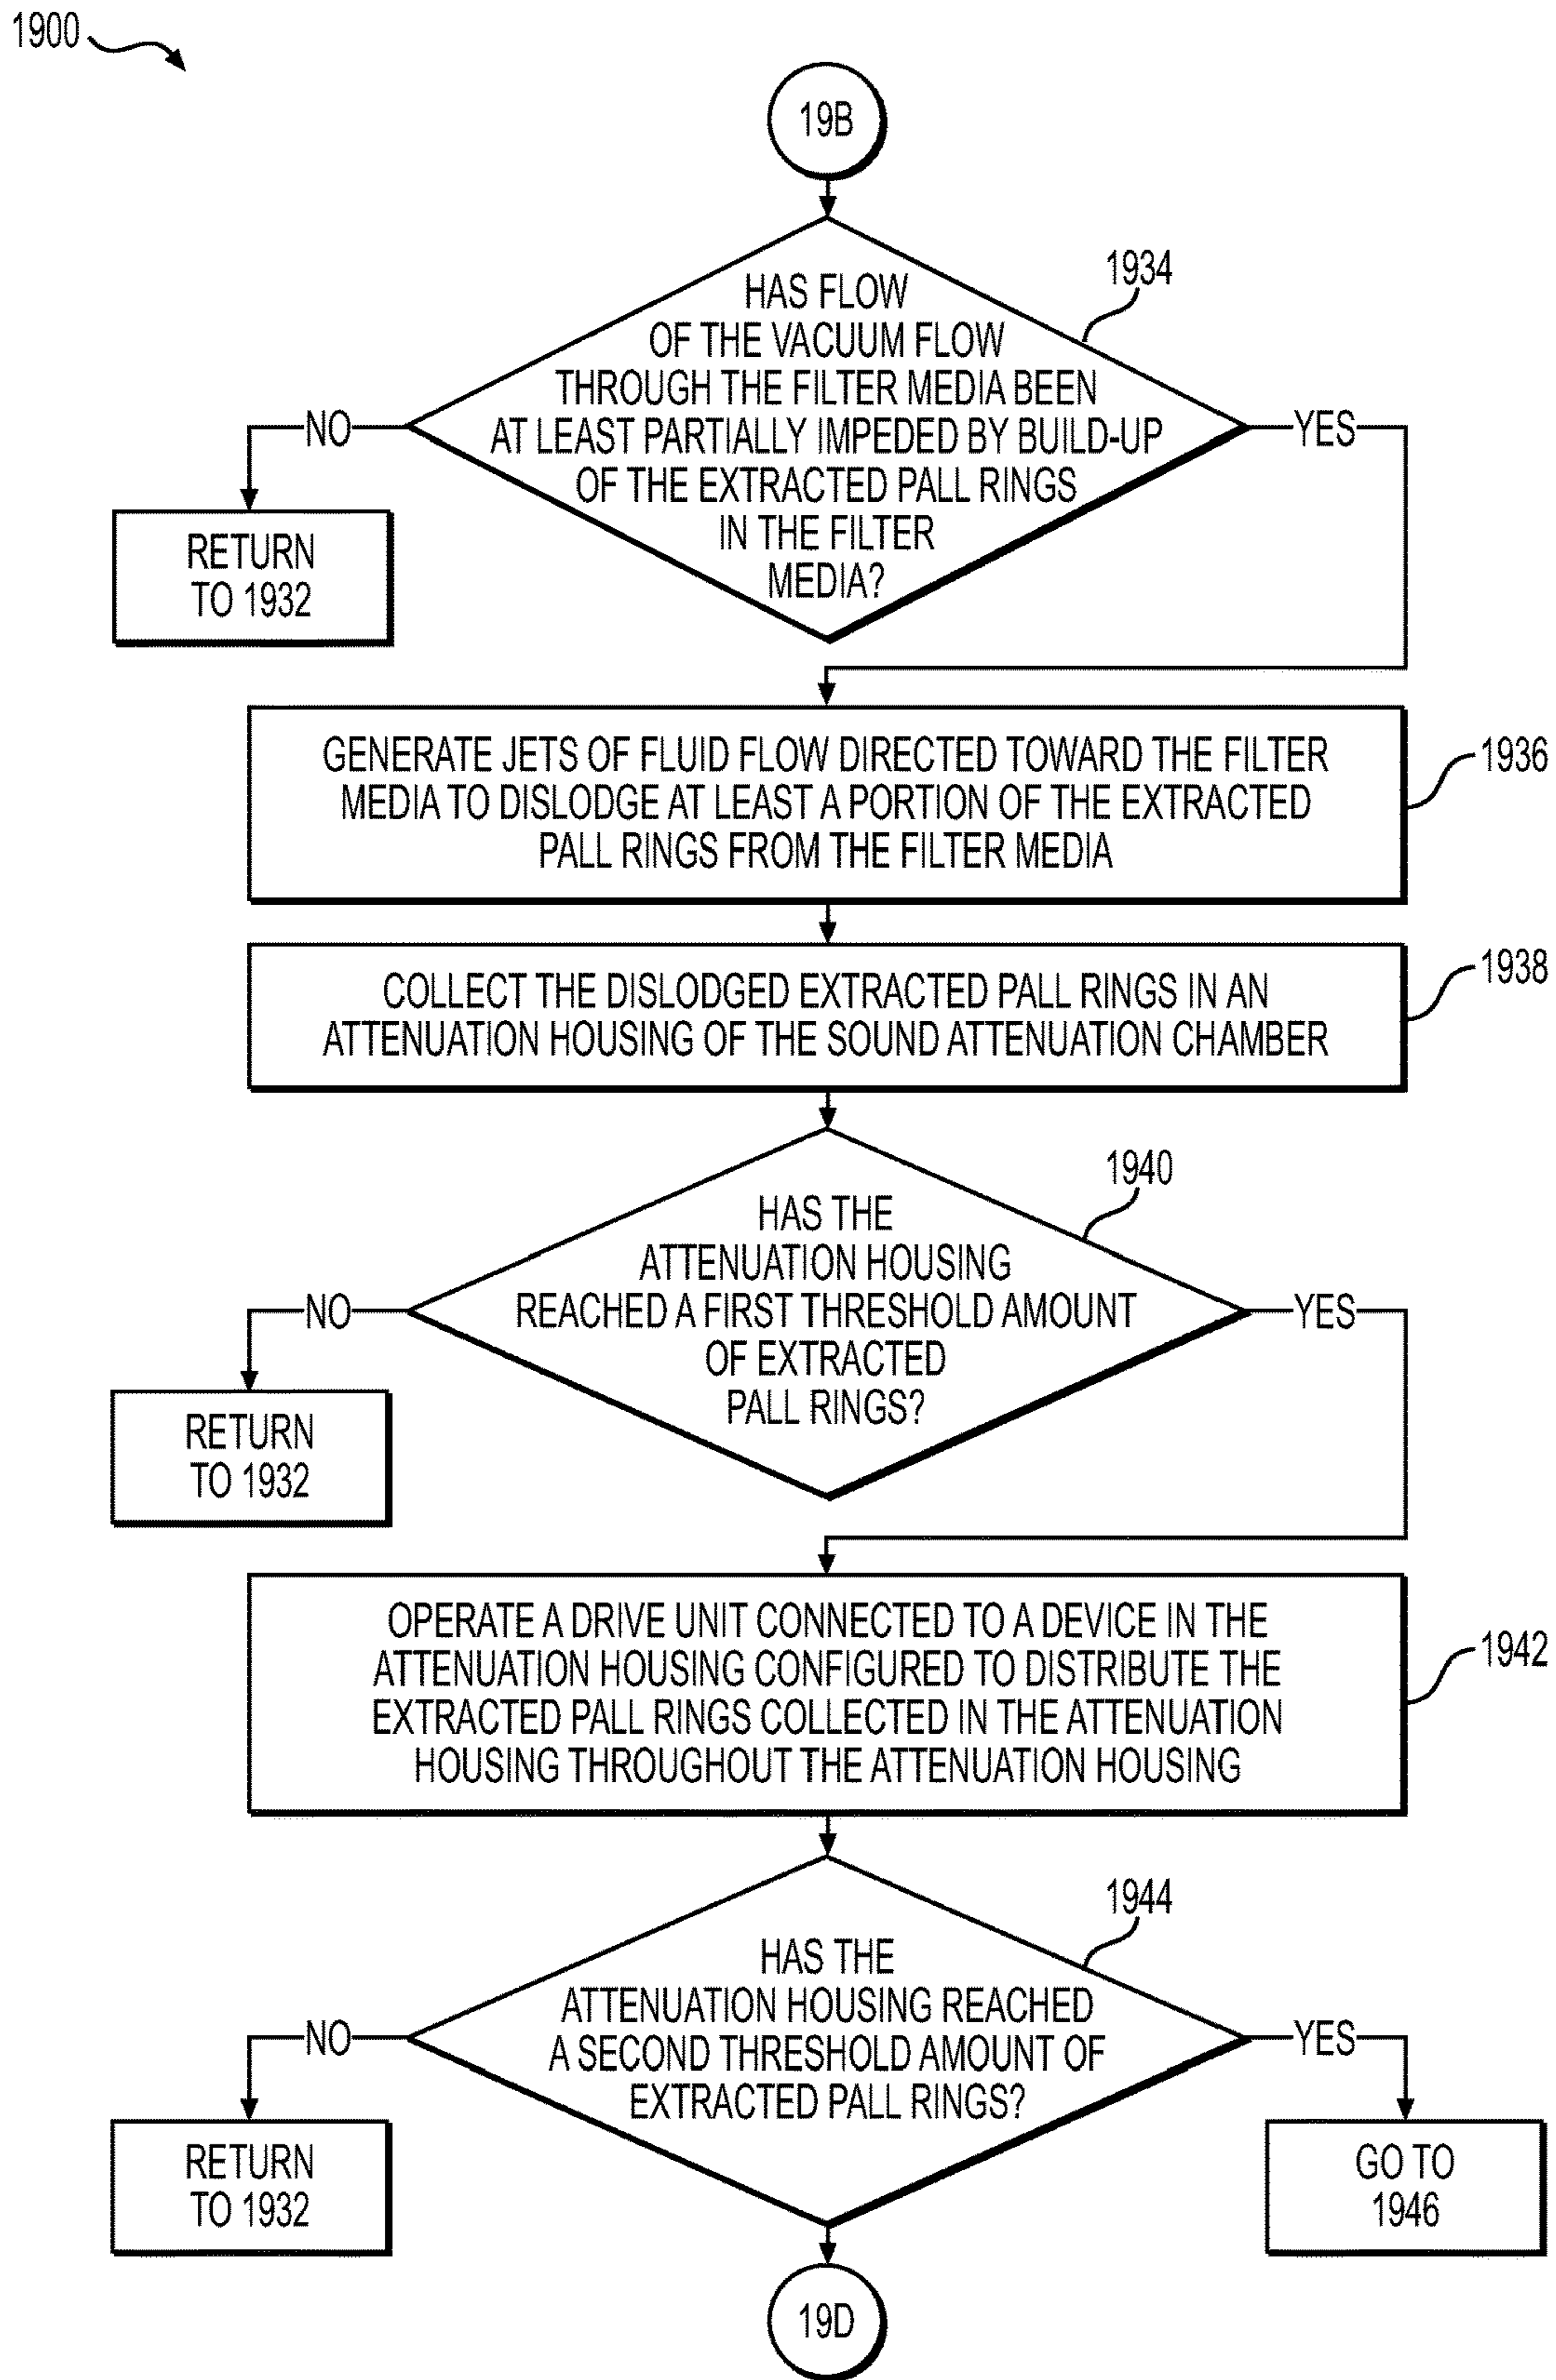 1900
19B
1934
HAS FLOW
OF THE VACUUM FLOW
THROUGH THE FILTER MEDIA BEEN
AT LEAST PARTIALLY IMPEDED BY BUILD-UP
OF THE EXTRACTED PALL RINGS
IN THE FILTER
MEDIA?
NO
YES
RETURN
TO 1932
GENERATE JETS OF FLUID FLOW DIRECTED TOWARD THE FILTER
MEDIA TO DISLODGE AT LEAST A PORTION OF THE EXTRACTED
PALL RINGS FROM THE FILTER MEDIA
1936
COLLECT THE DISLODGED EXTRACTED PALL RINGS IN AN
ATTENUATION HOUSING OF THE SOUND ATTENUATION CHAMBER
1938
1940
HAS THE
ATTENUATION HOUSING
REACHED A FIRST THRESHOLD AMOUNT
OF EXTRACTED
PALL RINGS?
NO
YES
RETURN
TO 1932
OPERATE A DRIVE UNIT CONNECTED TO A DEVICE IN THE
ATTENUATION HOUSING CONFIGURED TO DISTRIBUTE THE
EXTRACTED PALL RINGS COLLECTED IN THE ATTENUATION
HOUSING THROUGHOUT THE ATTENUATION HOUSING
1942
1944
HAS THE
ATTENUATION HOUSING REACHED
A SECOND THRESHOLD AMOUNT OF
EXTRACTED PALL RINGS?
NO
YES
RETURN
TO 1932
GO TO
1946
19D